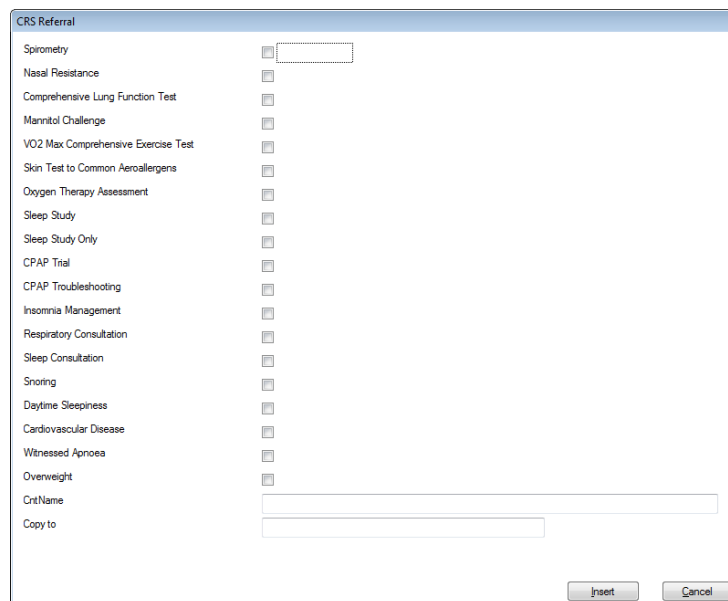 CRS Referral
Spirometry
Nasal Resistance
Comprehensive Lung Function Test
Mannitol Challenge
VO2 Max Comprehensive Exercise Test
Skin Test to Common Aeroallergens
Oxygen Therapy Assessment
Sleep Study
Sleep Study Only
CPAP Trial
CPAP Troubleshooting
Insomnia Management
Respiratory Consultation
Sleep Consultation
Snoring
Daytime Sleepiness
Cardiovascular Disease
Witnessed Apnoea
Overweight
CntName
Copy to
Insert Cancel